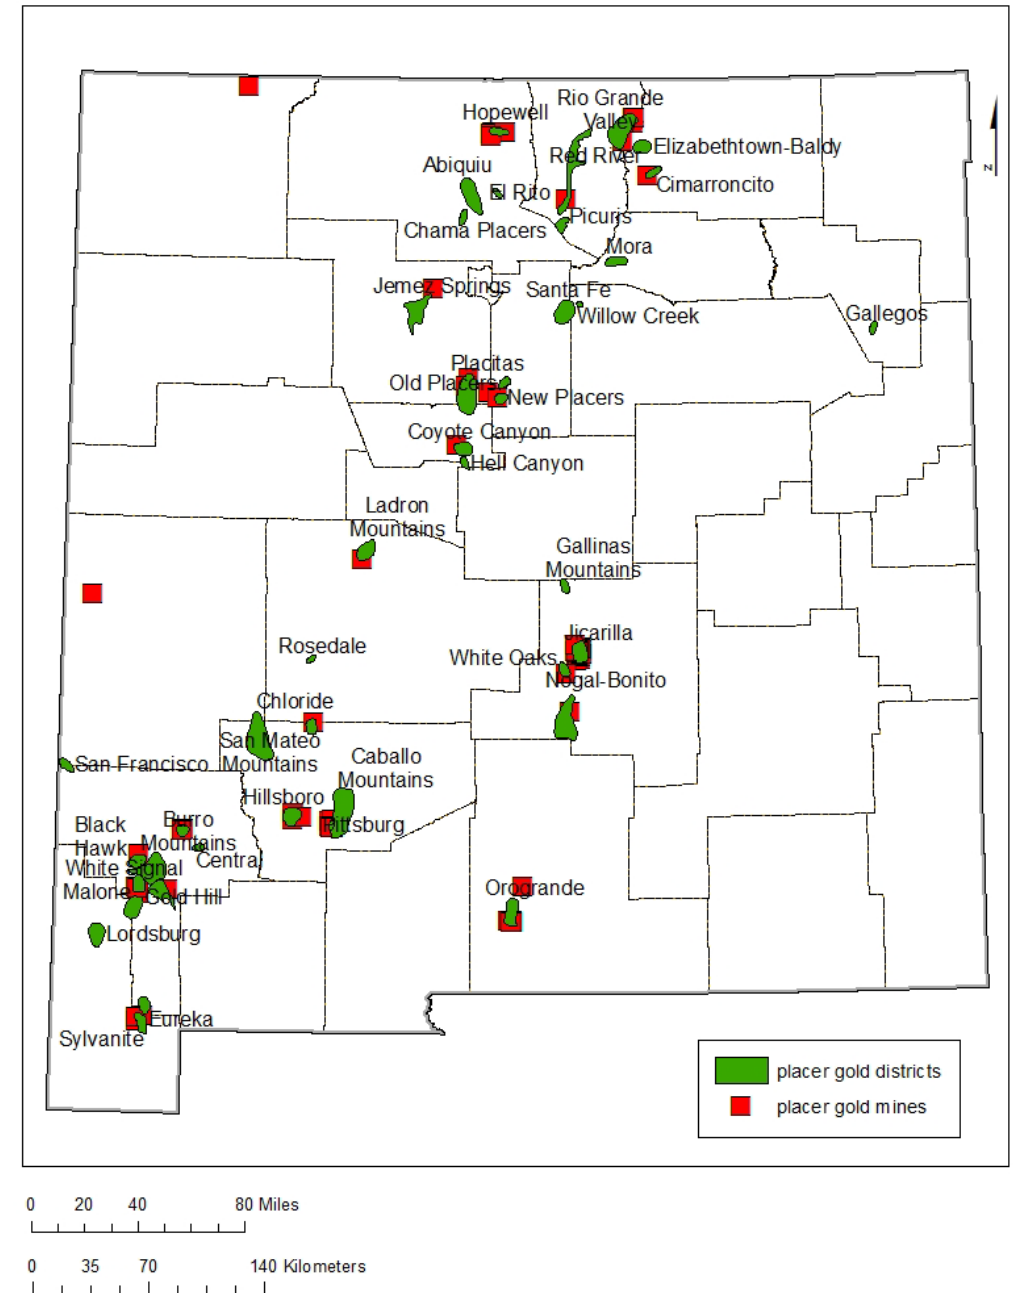 Rio Grande
Valley
Hopewell
Red River
Elizabethtown-Baldy
Abiquiu
El Rito
Cimarroncito
Picuris
Chama Placers
Mora
Jemez Springs
Santa Fe
Willow Creek
Gallegos
Placitas
Old Placers
New Placers
Coyote Canyon
Hell Canyon
Ladron
Mountains
Gallinas
Mountains
Jicarilla
Rosedale
White Oaks
Nogal-Bonito
Chloride
San Mateo
Mountains
San Francisco
Caballo
Mountains
Hillsboro
Pittsburg
Burro
Mountains
Black
Hawk
Central
White Signal
Malone
Gold Hill
Orogrande
Lordsburg
Eureka
Sylvanite
N
placer gold districts
placer gold mines
0 20 40 80 Miles
0 35 70 140 Kilometers